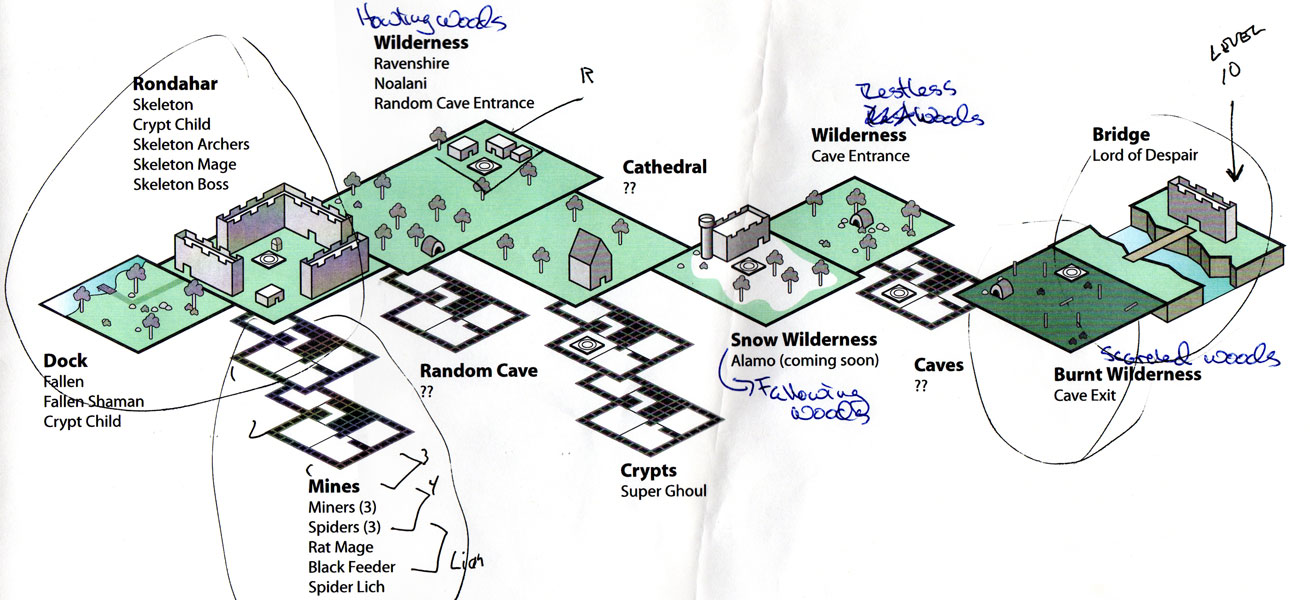 Howling woods
Wilderness
Ravenshire
Noalani
Random Cave Entrance
R
Rondahar
Skeleton
Crypt Child
Skeleton Archers
Skeleton Mage
Skeleton Boss
Cathedral
??
Restless
woods
Wilderness
Cave Entrance
LEVEL
10
Bridge
Lord of Despair
Dock
Fallen
Fallen Shaman
Crypt Child
Random Cave
??
Snow Wilderness
Alamo (coming soon)
woods
Caves
??
woods
Burnt Wilderness
Cave Exit
Crypts
Super Ghoul
Mines
Miners (3)
Spiders (3)
Rat Mage
Black Feeder
Spider Lich
3
4
Lich